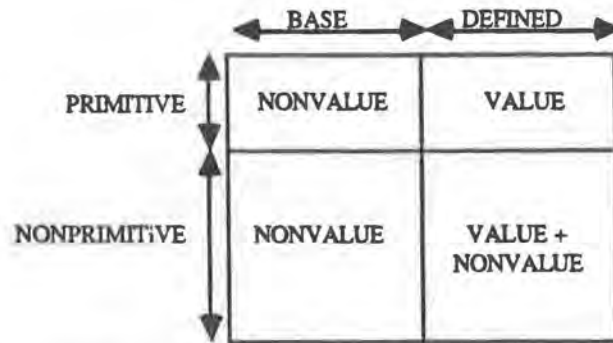 BASE DEFINED
PRIMITIVE NONVALUE VALUE
NONPRIMITiVE NONVALUE VALUE +
NONVALUE